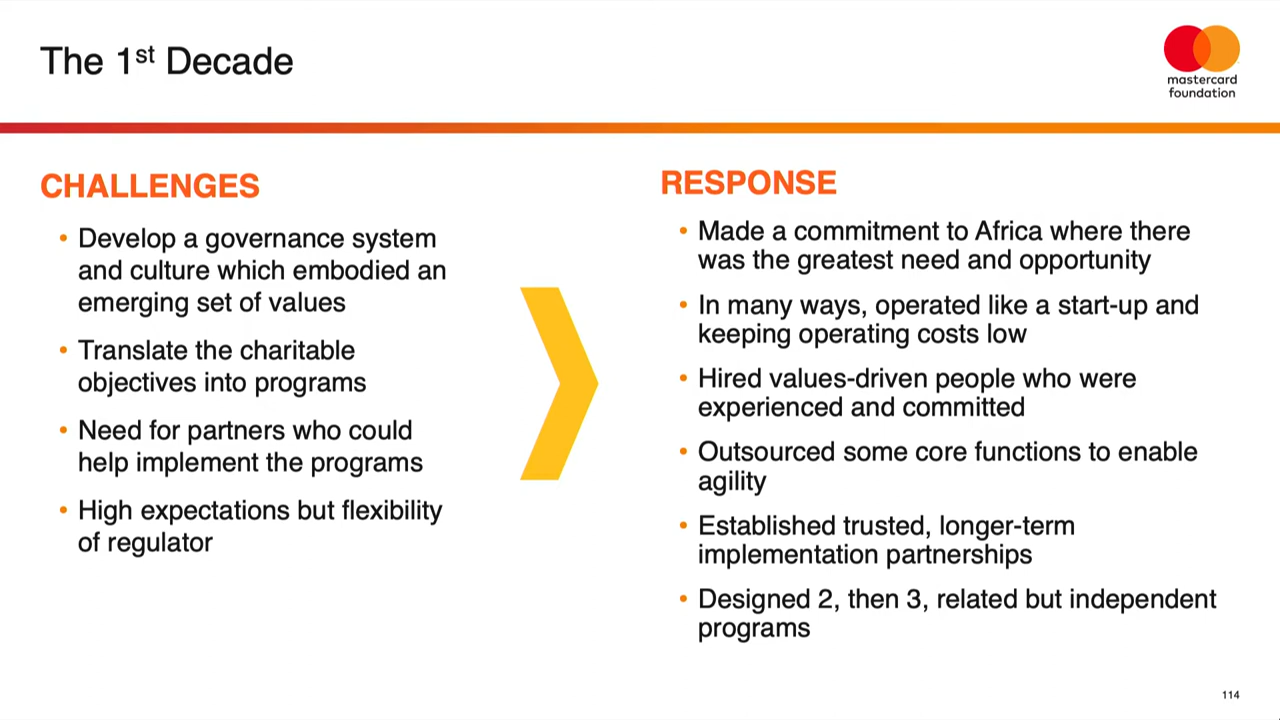 The 1st Decade
mastercard
foundation
CHALLENGES
• Develop a governance system
and culture which embodied an
emerging set of values
• Translate the charitable
objectives into programs
• Need for partners who could
help implement the programs
• High expectations but flexibility
of regulator
RESPONSE
• Made a commitment to Africa where there
was the greatest need and opportunity
• In many ways, operated like a start-up and
keeping operating costs low
• Hired values-driven people who were
experienced and committed
• Outsourced some core functions to enable
agility
• Established trusted, longer-term
implementation partnerships
• Designed 2, then 3, related but independent
programs
114